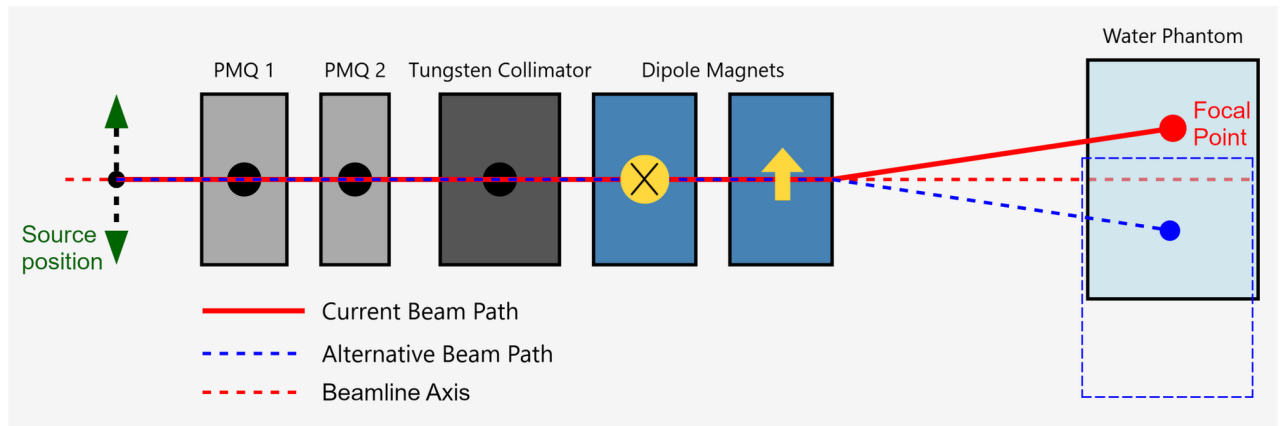 Water Phantom
PMQ 1
PMQ 2
Tungsten Collimator
Dipole Magnets
Focal
Point
Source
position
Current Beam Path
Alternative Beam Path
Beamline Axis